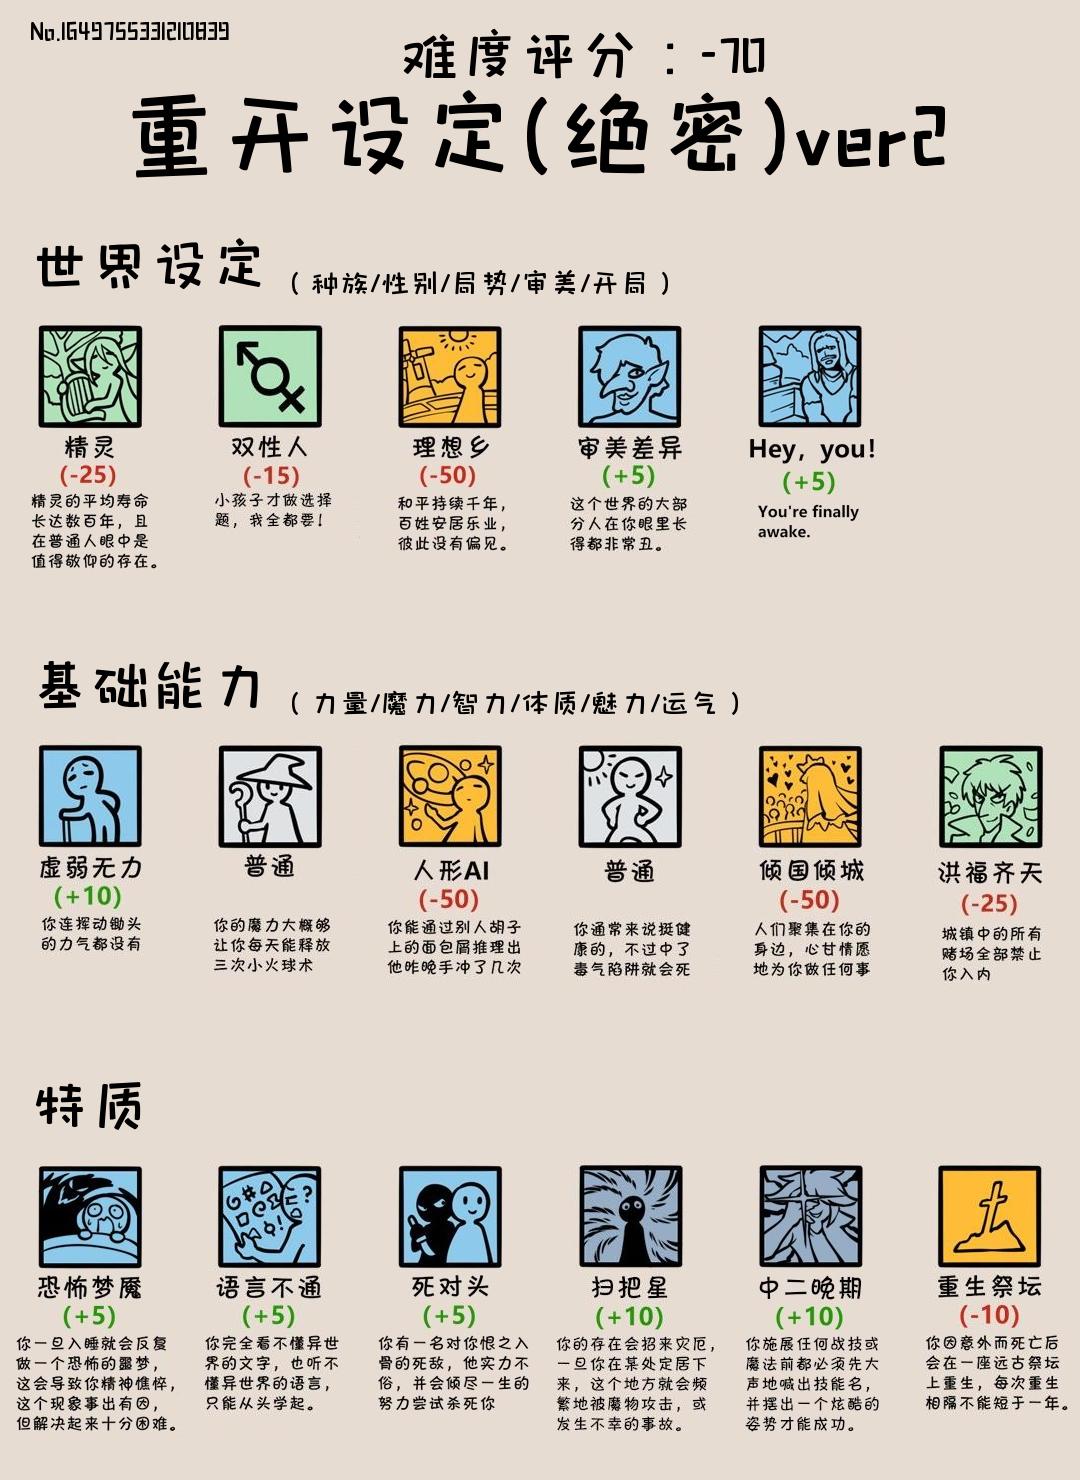 No.1649755331210839
难度评分:-70
重开设定(绝密)ver2
世界设定 (种族/性别/局势/审美/开局)
精灵
(-25)
精灵的平均寿命
长达数百年，且
在普通人眼中是
值得敬仰的存在。
双性人
(-15)
小孩子才做选择
题，我全都要！
理想乡
(-50)
和平持续千年，
百姓安居乐业，
彼此没有偏见。
审美差异
(+5)
这个世界的大部
分人在你眼里长
得都非常丑。
Hey, you!
(+5)
You're finally
awake.
基础能力 (力量/魔力/智力/体质/魅力/运气)
虚弱无力
(+10)
你连挥动锄头
的力气都没有
普通
你的魔力大概够
让你每天能释放
三次小火球术
人形AI
(-50)
你能通过别人胡子
上的面包屑推理出
他昨晚手冲了几次
普通
你通常来说挺健
康的，不过中了
毒气陷阱就会死
倾国倾城
(-50)
人们聚集在你的
身边，心甘情愿
地为你做任何事
洪福齐天
(-25)
城镇中的所有
赌场全部禁止
你入内
特质
恐怖梦魇
(+5)
你一旦入睡就会反复
做一个恐怖的噩梦，
这会导致你精神憔悴，
这个现象事出有因，
但解决起来十分困难。
语言不通
(+5)
你完全看不懂异世
界的文字，也听不
懂异世界的语言，
只能从头学起。
死对头
(+5)
你有一名对你恨之入
骨的死敌，他实力不
俗，并会倾尽一生的
努力尝试杀死你
扫把星
(+10)
你的存在会招来灾厄，
一旦你在某处定居下
来，这个地方就会频
繁地被魔物攻击，或
发生不幸的事故。
中二晚期
(+10)
你施展任何战技或
魔法前都必须先大
声地喊出技能名，
并摆出一个炫酷的
姿势才能成功。
重生祭坛
(-10)
你因意外而死亡后
会在一座远古祭坛
上重生，每次重生
相隔不能短于一年。